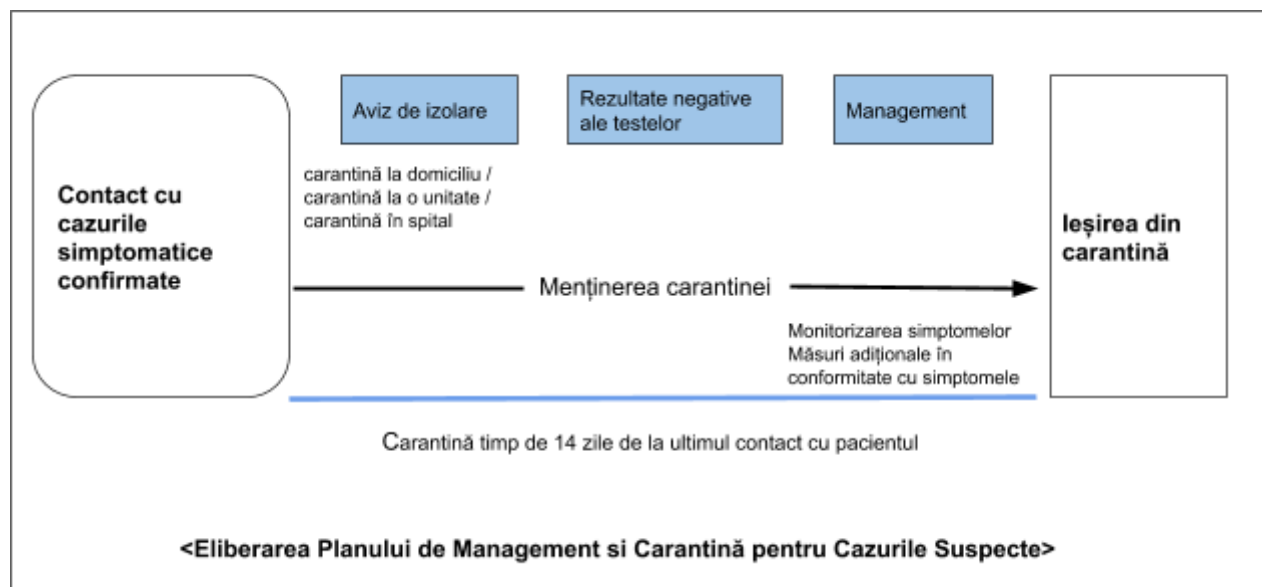 Contact cu
cazurile
simptomatice
confirmate
Aviz de izolare
carantină la domiciliu /
carantină la o unitate /
carantină în spital
Rezultate negative
ale testelor
Management
Menținerea carantinei
Monitorizarea simptomelor
Măsuri adiționale în
conformitate cu simptomele
Ieșirea din
carantină
Carantină timp de 14 zile de la ultimul contact cu pacientul
<Eliberarea Planului de Management si Carantină pentru Cazurile Suspecte>